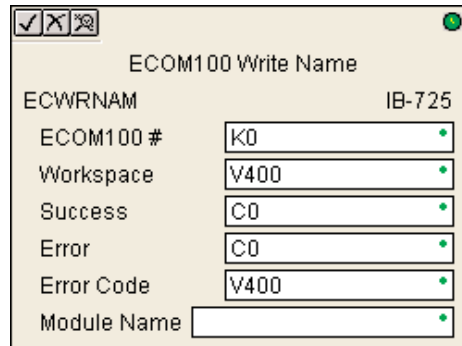 ECOM100 Write Name
ECWRNAM IB-725
ECOM100 # K0
Workspace V400
Success C0
Error C0
Error Code V400
Module Name